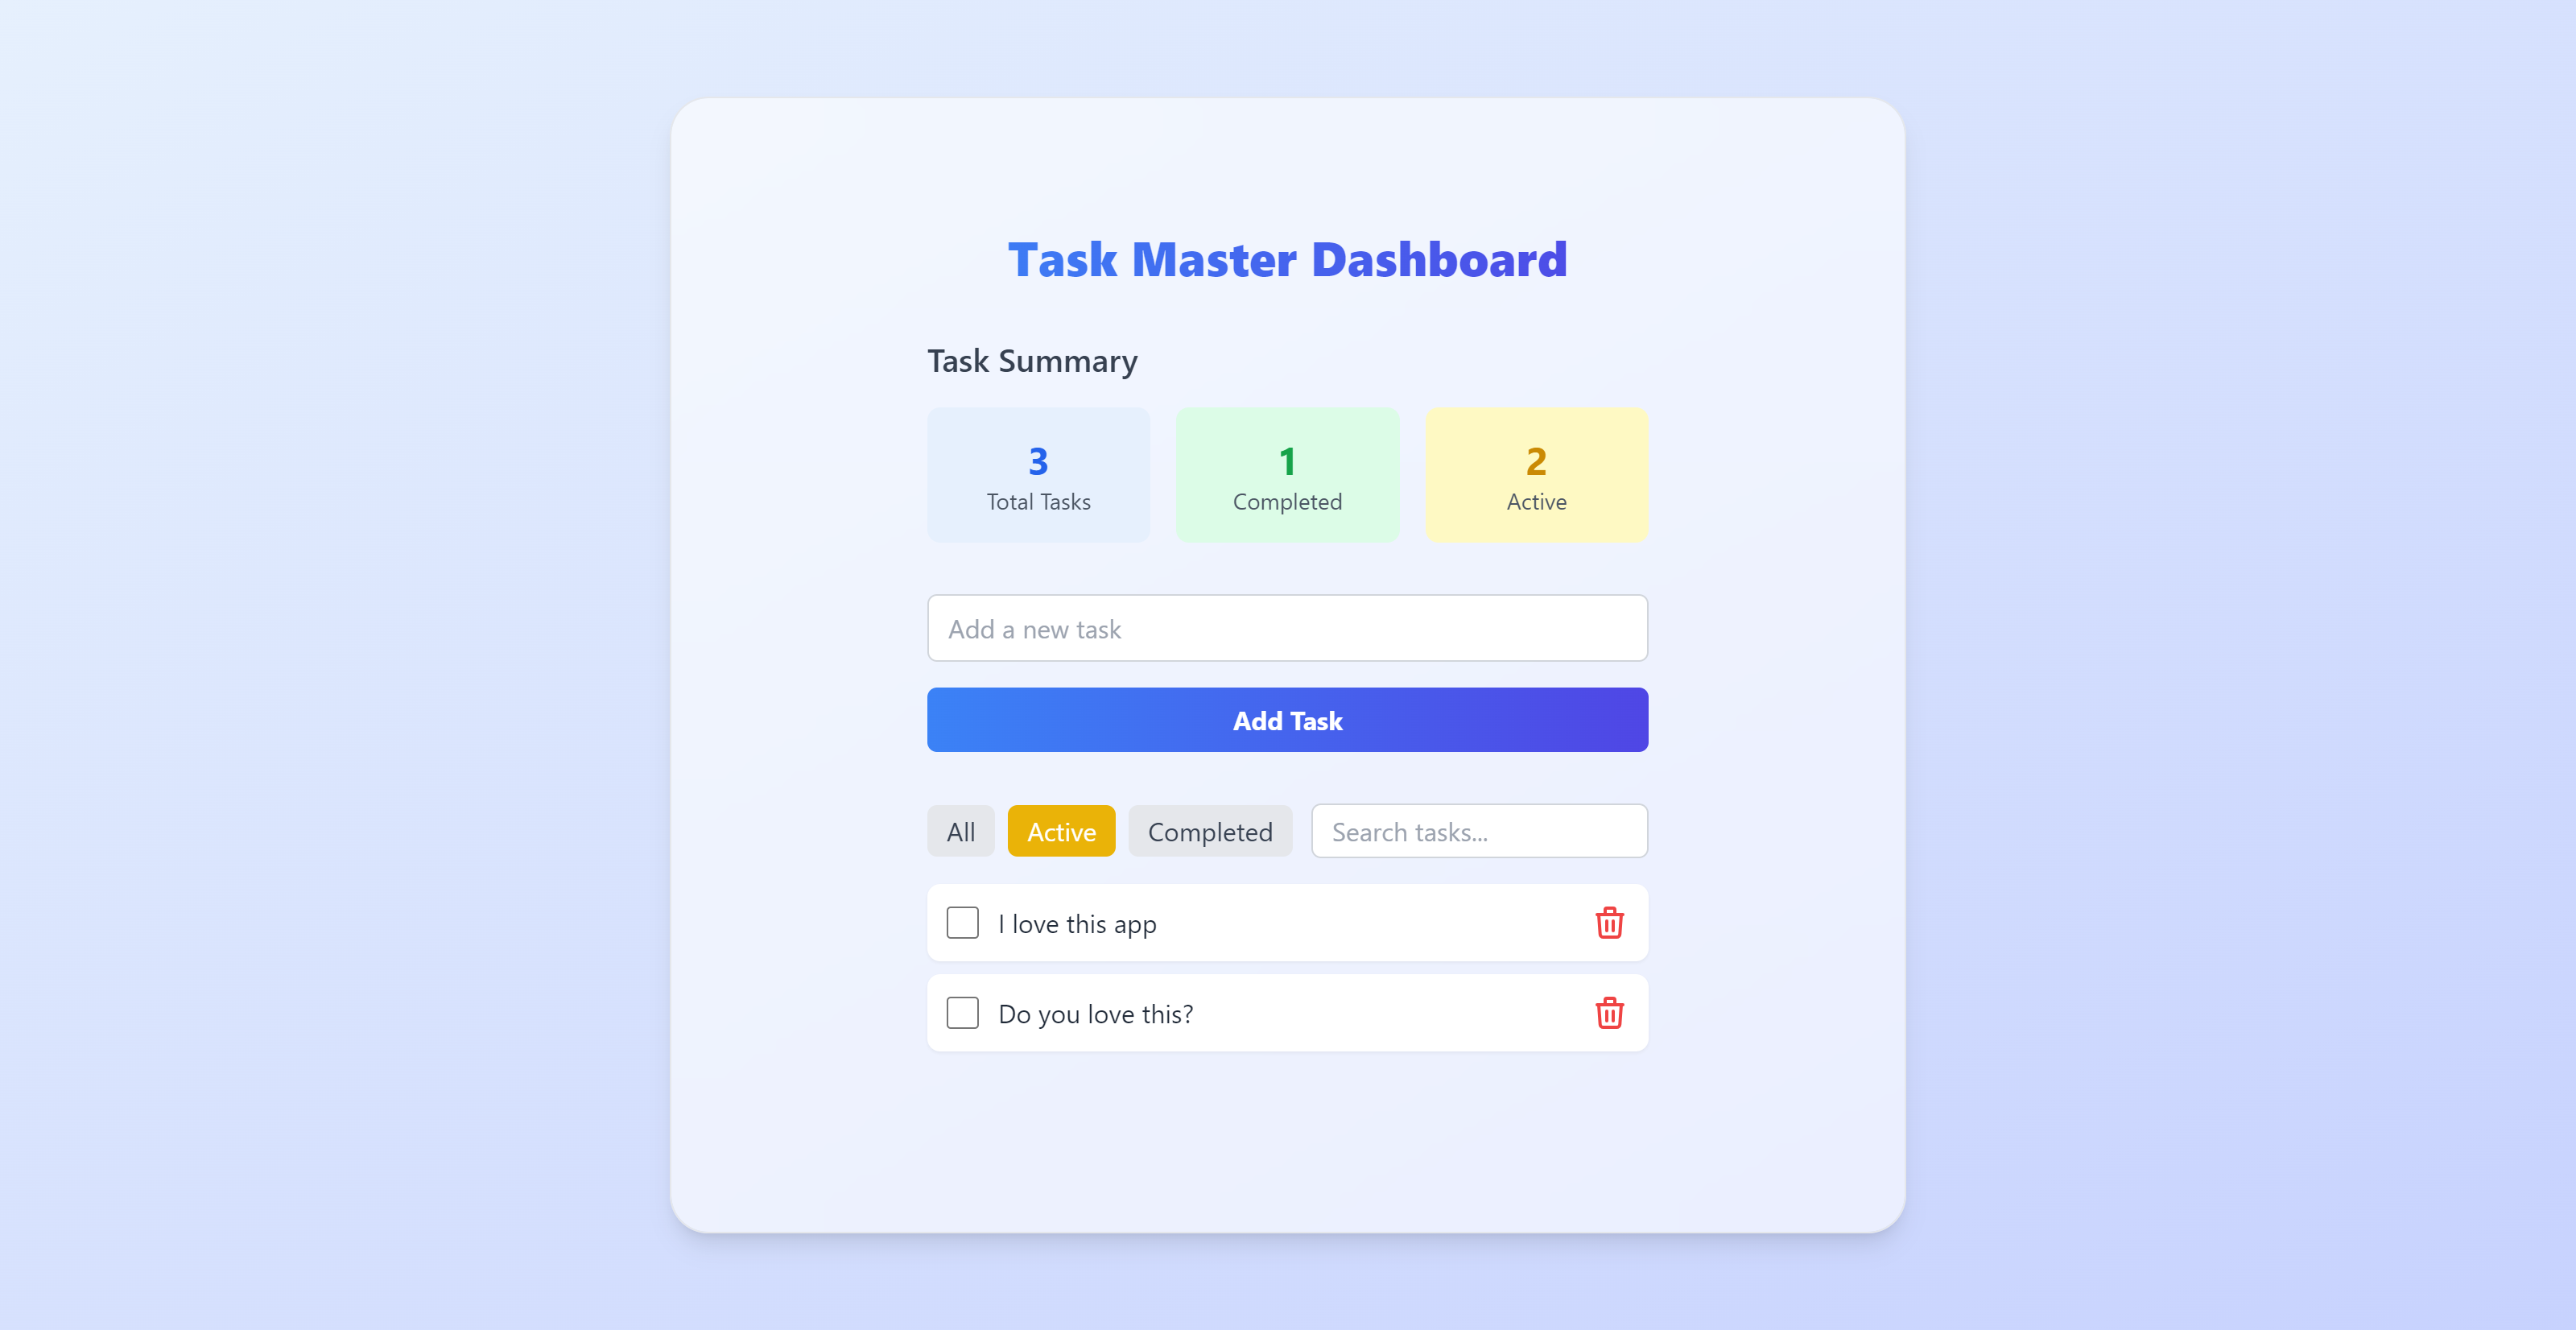 Task Master Dashboard
Task Summary
3
Total Tasks
1
Completed
2
Active
Add a new task
Add Task
All Active Completed Search tasks...
I love this app
Do you love this?